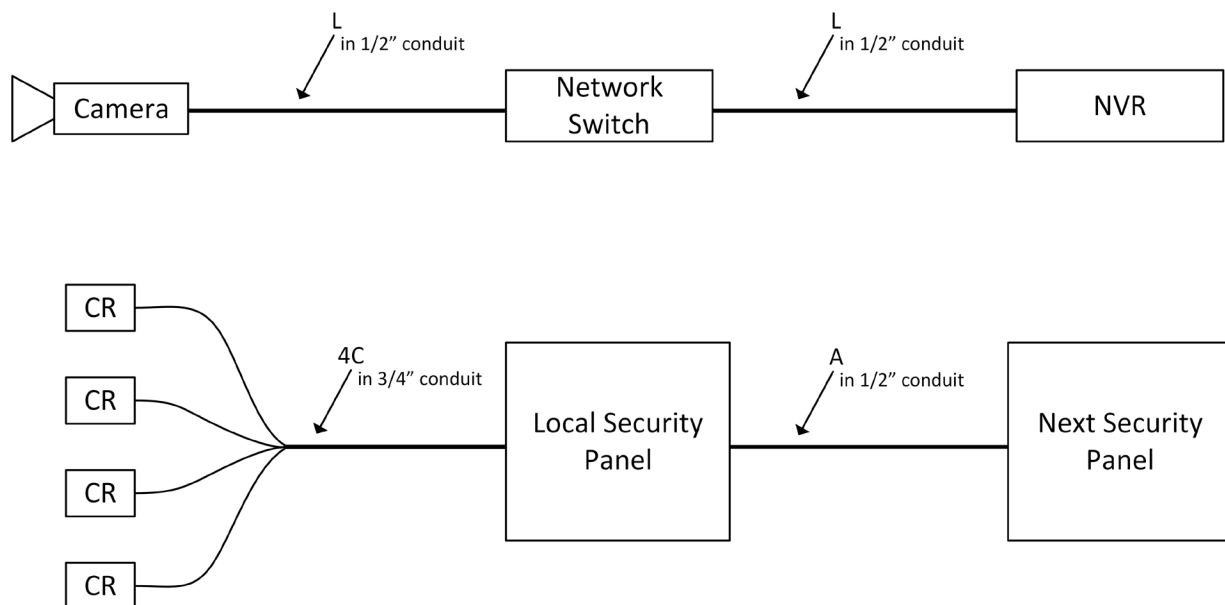 L
in 1/2” conduit
L
in 1/2” conduit
Camera
Network
Switch
NVR
CR
CR
CR
CR
4C
in 3/4” conduit
Local Security
Panel
A
in 1/2” conduit
Next Security
Panel